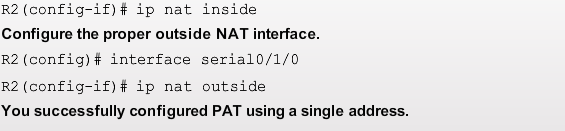 R2(config-if)# ip nat inside
Configure the proper outside NAT interface.
R2(config)# interface serial0/1/0
R2(config-if)# ip nat outside
You successfully configured PAT using a single address.